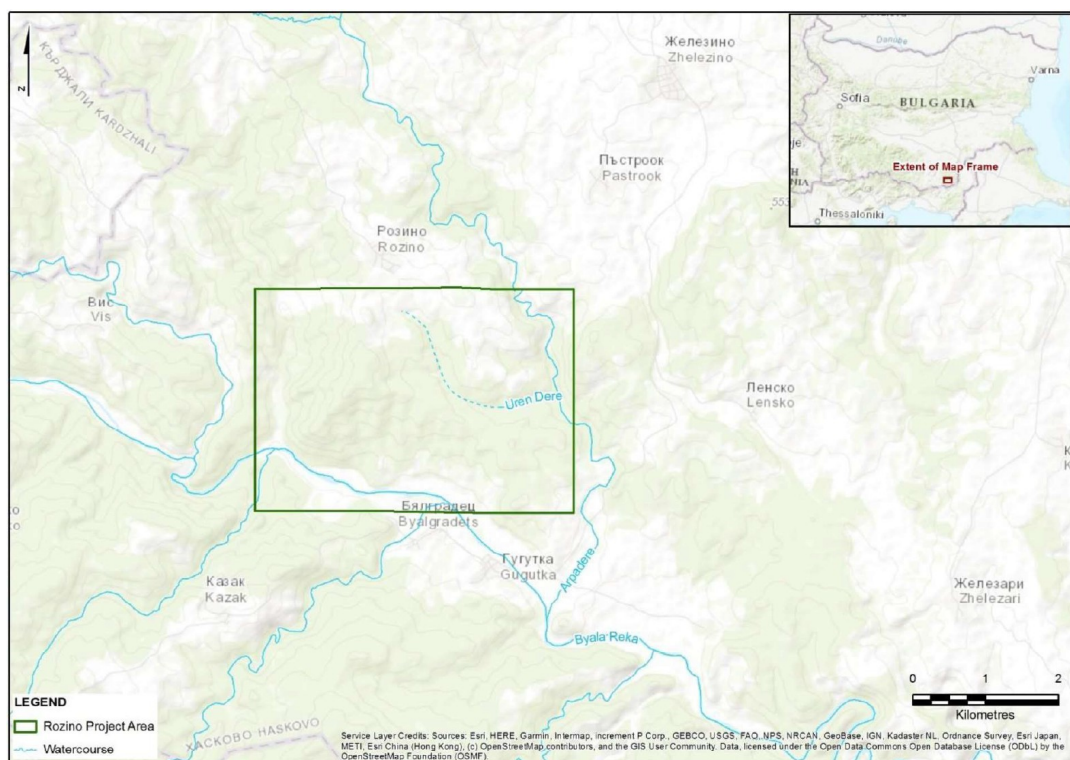 Железино
Zhelezino
КЪРДЖАЛИ KARDZHALI
Пъстроок
Pastrook
553
Розино
Rozino
Вис
Vis
Uren Dere
Ленско
Lensko
Бялградец
Byalgradets
Гугутка
Gugutka
Казак
Kazak
Arpadere
Железари
Zhelezari
Byala Reka
ХАСКОВО HASKOVO
Danube
Varna
Sofia
BULGARIA
Extent of Map Frame
Thessaloniki
LEGEND
Rozino Project Area
Watercourse
0 1 2
Kilometres
Service Layer Credits: Sources: Esri, HERE, Garmin, Intermap, increment P Corp., GEBCO, USGS, FAO, NPS, NRCAN, GeoBase, IGN, Kadaster NL, Ordnance Survey, Esri Japan,
METI, Esri China (Hong Kong), (c) OpenStreetMap contributors, and the GIS User Community, Data, licensed under the Open Data Commons Open Database License (ODbL) by the
OpenStreetMap Foundation (OSMF).